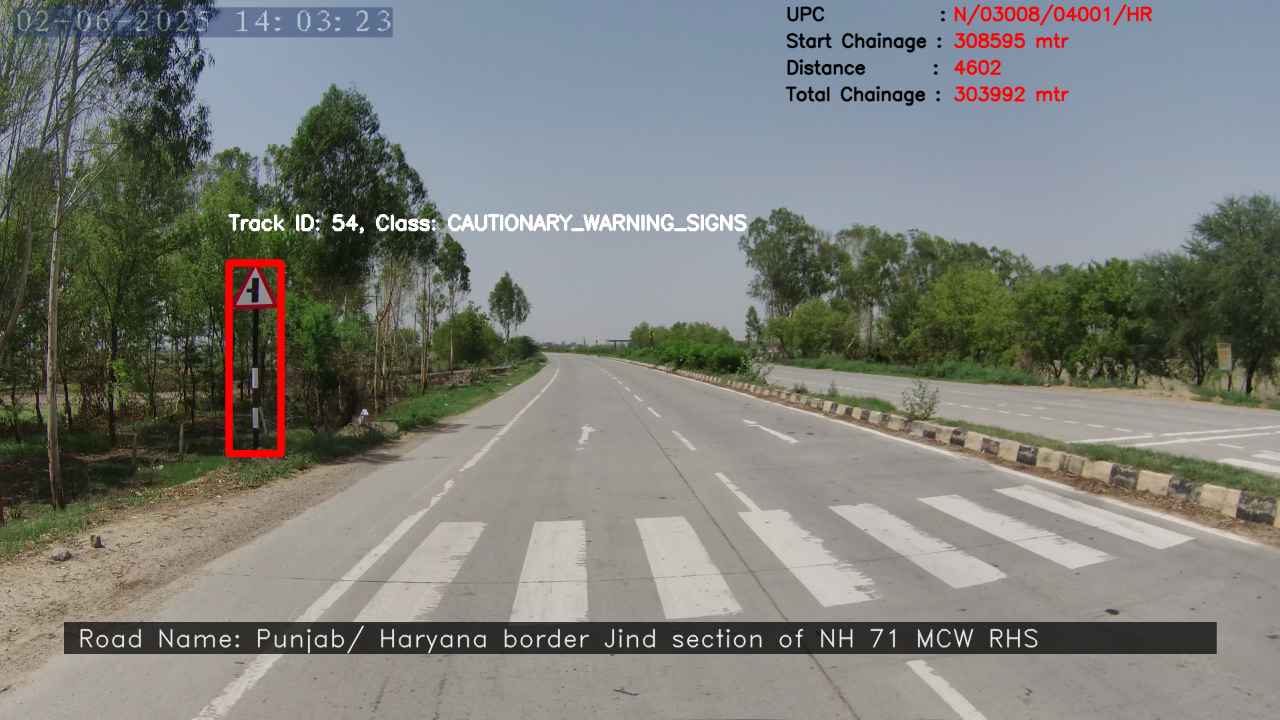 02-06-2025 14:03:23
UPC : N/03008/04001/HR
Start Chainage : 308595 mtr
Distance : 4602
Total Chainage : 303992 mtr
Track ID: 54, Class: CAUTIONARY_WARNING_SIGNS
Road Name: Punjab/ Haryana border Jind section of NH 71 MCW RHS